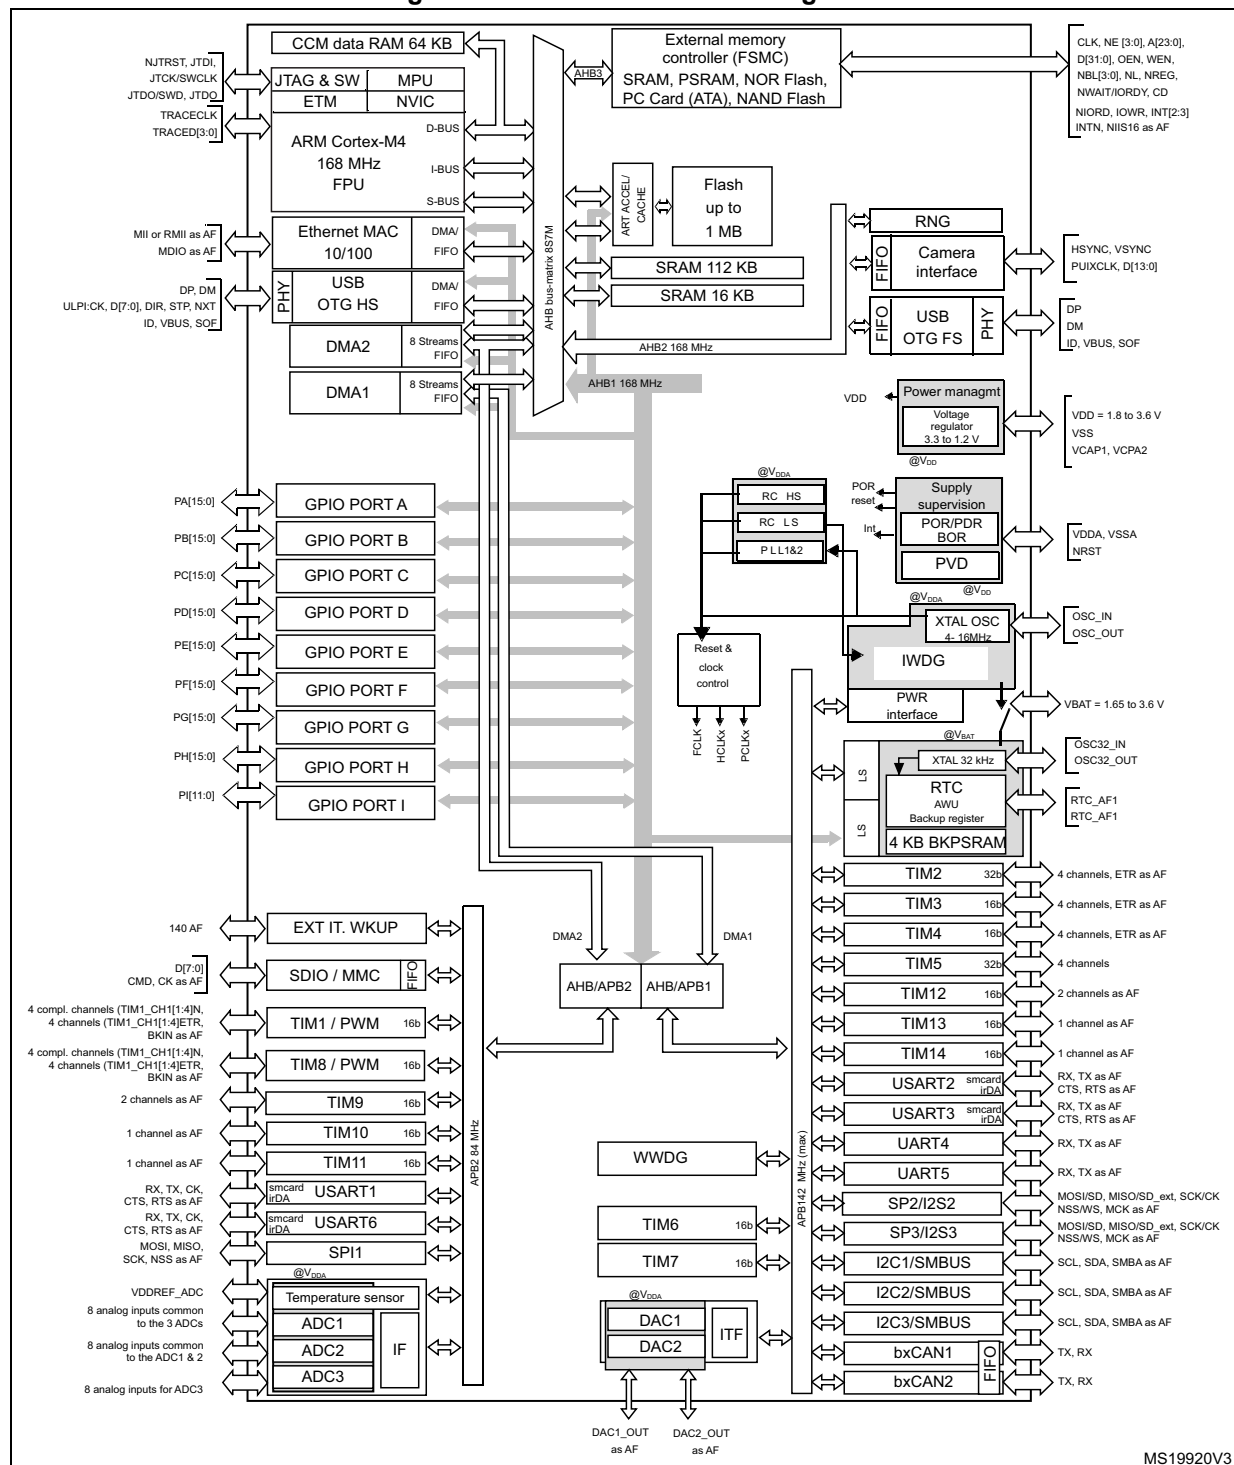 CCM data RAM 64 KB
External memory
controller (FSMC)
SRAM, PSRAM, NOR Flash,
PC Card (ATA), NAND Flash
AHB3
CLK, NE [3:0], A[23:0],
D[31:0], OEN, WEN,
NBL[3:0], NL, NREG,
NWAIT/IORDY, CD
NIORD, IOWR, INT[2:3]
INTN, NIIS16 as AF
NJTRST, JTDI,
JTCK/SWCLK
JTDO/SWD, JTDO
TRACECLK
TRACED[3:0]
JTAG & SW
MPU
ETM
NVIC
ARM Cortex-M4
168 MHz
FPU
D-BUS
I-BUS
S-BUS
AHB bus-matrix 8S7M
ART ACCEL/
CACHE
Flash
up to
1 MB
SRAM 112 KB
SRAM 16 KB
AHB2 168 MHz
AHB1 168 MHz
MII or RMII as AF
MDIO as AF
Ethernet MAC
10/100
DMA/
FIFO
DP, DM
ULPI:CK, D[7:0], DIR, STP, NXT
ID, VBUS, SOF
PHY
USB
OTG HS
DMA/
FIFO
DMA2
8 Streams
FIFO
DMA1
8 Streams
FIFO
RNG
FIFO
Camera
interface
HSYNC, VSYNC
PUIXCLK, D[13:0]
FIFO
USB
OTG FS
PHY
DP
DM
ID, VBUS, SOF
VDD
Power managmt
Voltage
regulator
3.3 to 1.2 V
@VDD
VDD = 1.8 to 3.6 V
VSS
VCAP1, VCPA2
@VDDA
RC HS
RC LS
PLL1&2
POR
reset
Int
Supply
supervision
POR/PDR
BOR
PVD
@VDD
VDDA, VSSA
NRST
@VDDA
XTAL OSC
4- 16MHz
IWDG
OSC_IN
OSC_OUT
Reset &
clock
control
FCLK
HCLKx
PCLKx
PWR
interface
VBAT = 1.65 to 3.6 V
@VBAT
LS
LS
XTAL 32 kHz
RTC
AWU
Backup register
4 KB BKPSRAM
OSC32_IN
OSC32_OUT
RTC_AF1
RTC_AF1
PA[15:0]
GPIO PORT A
PB[15:0]
GPIO PORT B
PC[15:0]
GPIO PORT C
PD[15:0]
GPIO PORT D
PE[15:0]
GPIO PORT E
PF[15:0]
GPIO PORT F
PG[15:0]
GPIO PORT G
PH[15:0]
GPIO PORT H
PI[11:0]
GPIO PORT I
DMA2
DMA1
AHB/APB2
AHB/APB1
140 AF
EXT IT. WKUP
D[7:0]
CMD, CK as AF
SDIO / MMC
FIFO
4 compl. channels (TIM1_CH1[1:4]N,
4 channels (TIM1_CH1[1:4]ETR,
BKIN as AF
TIM1 / PWM 16b
4 compl. channels (TIM1_CH1[1:4]N,
4 channels (TIM1_CH1[1:4]ETR,
BKIN as AF
TIM8 / PWM 16b
2 channels as AF
TIM9 16b
1 channel as AF
TIM10 16b
1 channel as AF
TIM11 16b
RX, TX, CK,
CTS, RTS as AF
smcard
irDA
USART1
RX, TX, CK,
CTS, RTS as AF
smcard
irDA
USART6
MOSI, MISO,
SCK, NSS as AF
SPI1
@VDDA
VDDREF_ADC
Temperature sensor
8 analog inputs common
to the 3 ADCs
ADC1
8 analog inputs common
to the ADC1 & 2
ADC2
8 analog inputs for ADC3
ADC3
IF
APB2 84 MHz
WWDG
TIM6 16b
TIM7 16b
@VDDA
DAC1
DAC2
ITF
DAC1_OUT
as AF
DAC2_OUT
as AF
APB142 MHz (max)
TIM2 32b
4 channels, ETR as AF
TIM3 16b
4 channels, ETR as AF
TIM4 16b
4 channels, ETR as AF
TIM5 32b
4 channels
TIM12 16b
2 channels as AF
TIM13 16b
1 channel as AF
TIM14 16b
1 channel as AF
USART2
smcard
irDA
RX, TX as AF
CTS, RTS as AF
USART3
smcard
irDA
RX, TX as AF
CTS, RTS as AF
UART4
RX, TX as AF
UART5
RX, TX as AF
SP2/I2S2
MOSI/SD, MISO/SD_ext, SCK/CK
NSS/WS, MCK as AF
SP3/I2S3
MOSI/SD, MISO/SD_ext, SCK/CK
NSS/WS, MCK as AF
I2C1/SMBUS
SCL, SDA, SMBA as AF
I2C2/SMBUS
SCL, SDA, SMBA as AF
I2C3/SMBUS
SCL, SDA, SMBA as AF
bxCAN1
TX, RX
FIFO
bxCAN2
TX, RX
MS19920V3